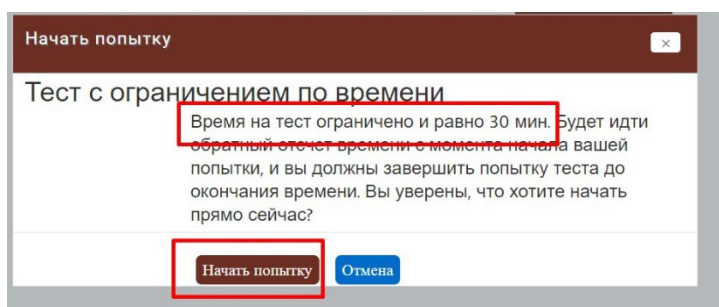 Начать попытку
×
Тест с ограничением по времени
Время на тест ограничено и равно 30 мин. Будет идти
обратный отсчет времени с момента начала вашей
попытки, и вы должны завершить попытку теста до
окончания времени. Вы уверены, что хотите начать
прямо сейчас?
Начать попытку Отмена